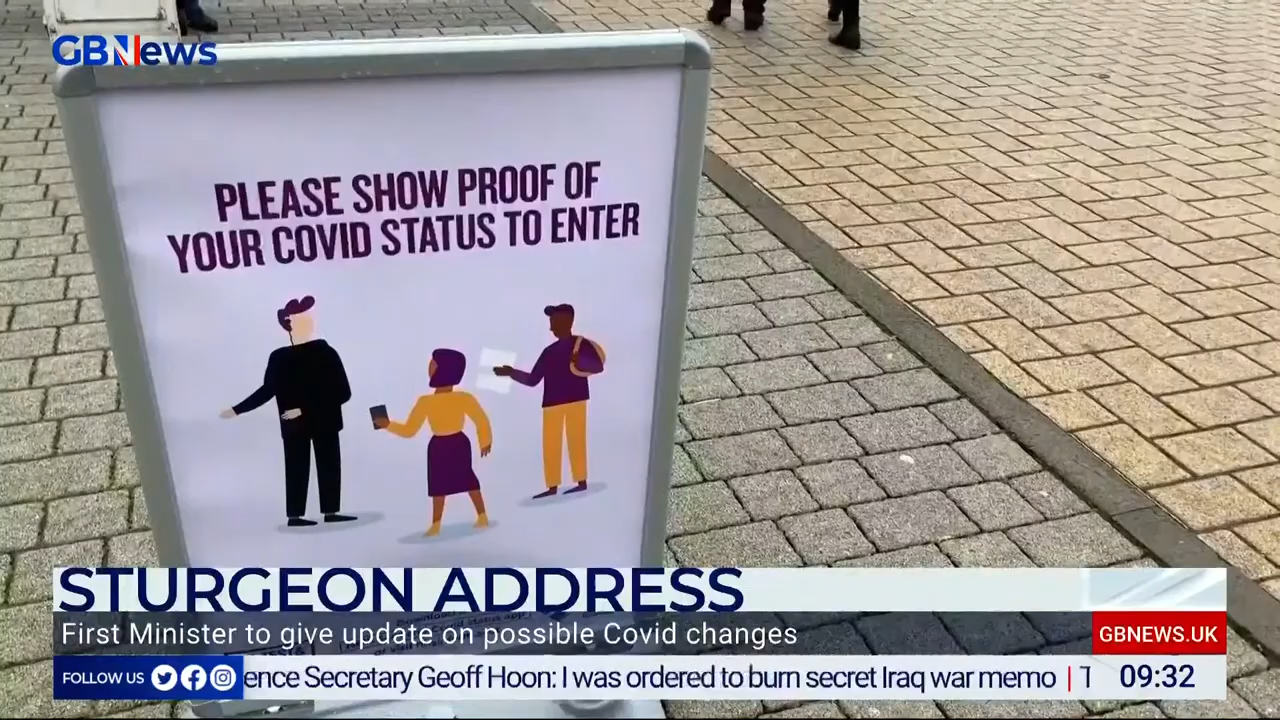 GBNews
PLEASE SHOW PROOF OF
YOUR COVID STATUS TO ENTER
STURGEON ADDRESS
First Minister to give update on possible Covid changes
GBNEWS.UK
FOLLOW US
ence Secretary Geoff Hoon: I was ordered to burn secret Iraq war memo | T
09:32